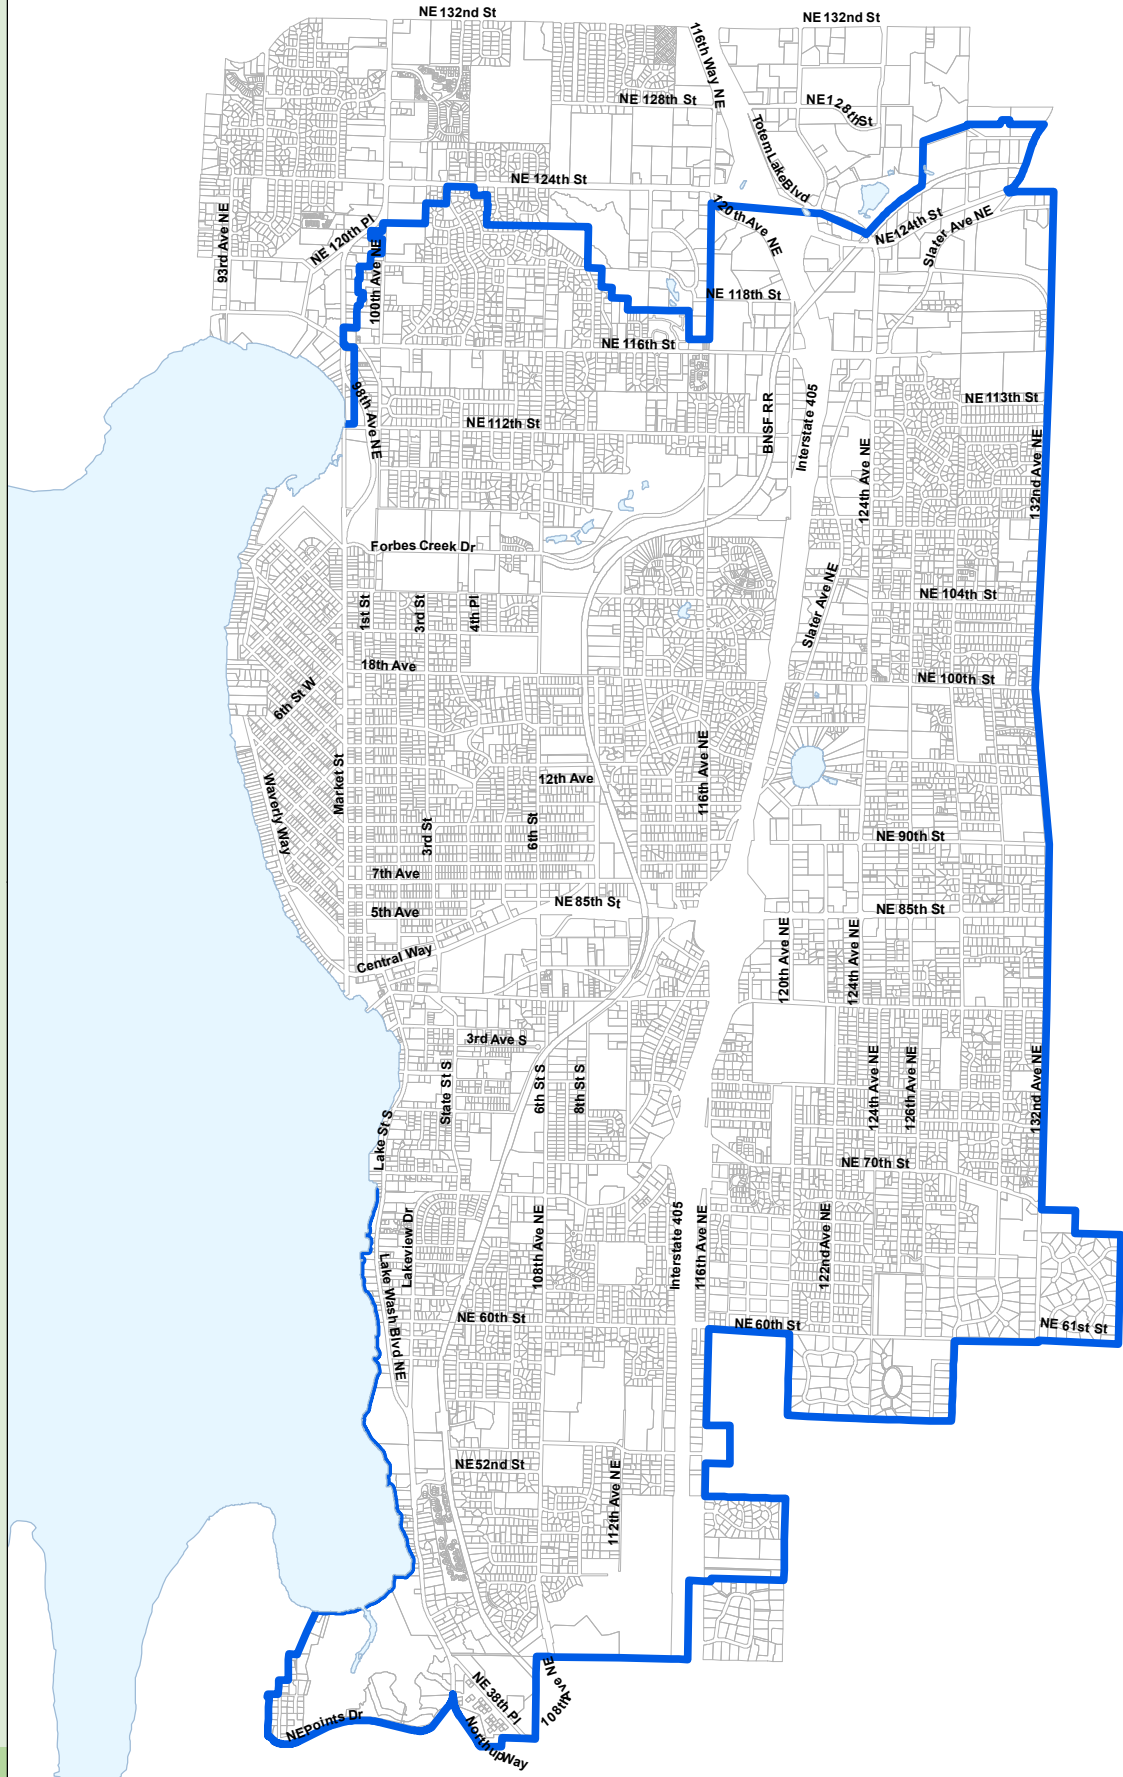 NE 132nd St
NE 132nd St
116th Way NE
NE 128th St
NE 128th St
Totem Lake Blvd
NE 124th St
93rd Ave NE
NE 120th Pl
100th Ave NE
120th Ave NE
NE 124th St
Slater Ave NE
NE 118th St
NE 116th St
98th Ave NE
NE 112th St
BNSF RR
Interstate 405
NE 113th St
124th Ave NE
132nd Ave NE
Forbes Creek Dr
1st St
3rd St
4th Pl
Slater Ave NE
NE 104th St
18th Ave
6th St W
NE 100th St
Market St
Waverly Way
12th Ave
116th Ave NE
3rd St
6th St
NE 90th St
7th Ave
5th Ave
NE 85th St
NE 85th St
Central Way
120th Ave NE
124th Ave NE
3rd Ave S
State St S
6th St S
8th St S
124th Ave NE
126th Ave NE
132nd Ave NE
Lake St S
NE 70th St
Lakeview Dr
108th Ave NE
Interstate 405
116th Ave NE
122nd Ave NE
Lake Wash Blvd NE
NE 60th St
NE 60th St
NE 61st St
NE 52nd St
112th Ave NE
NE 38th Pl
108th Ave NE
NE Points Dr
Northup Way